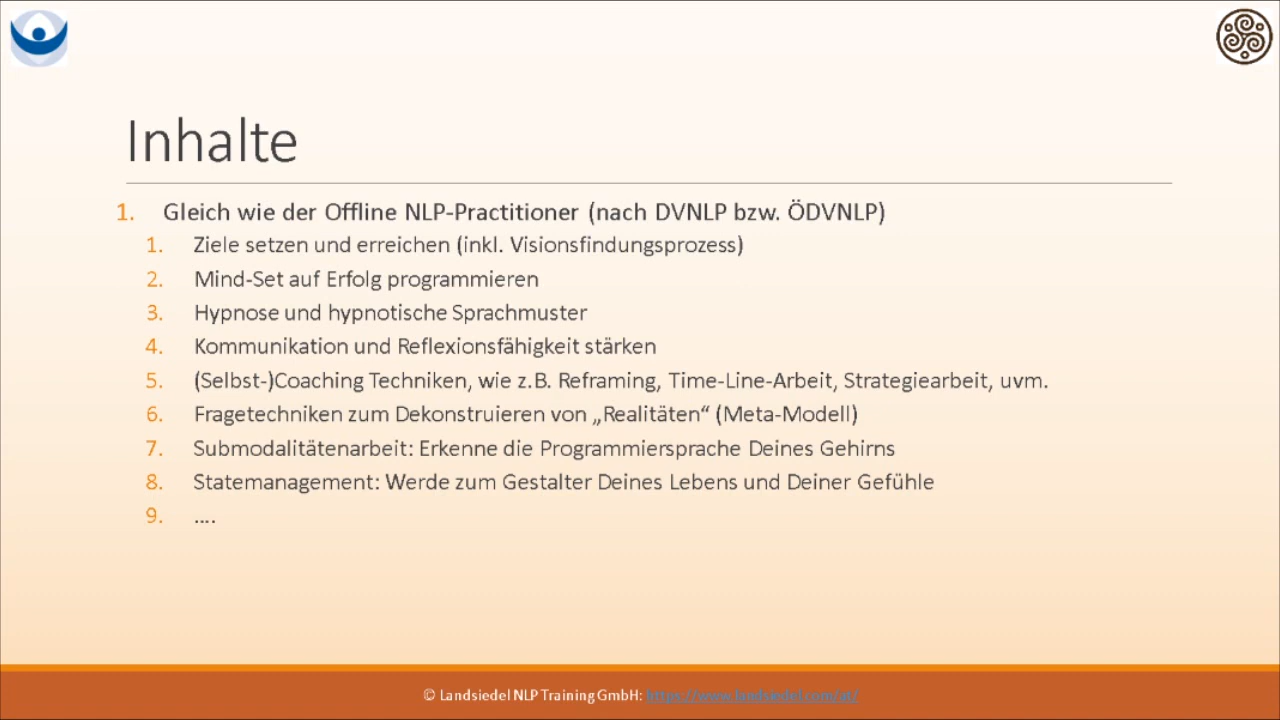 Inhalte
1. Gleich wie der Offline NLP-Practitioner (nach DVNLP bzw. ÖDVNLP)
1. Ziele setzen und erreichen (inkl. Visionsfindungsprozess)
2. Mind-Set auf Erfolg programmieren
3. Hypnose und hypnotische Sprachmuster
4. Kommunikation und Reflexionsfähigkeit stärken
5. (Selbst-)Coaching Techniken, wie z.B. Reframing, Time-Line-Arbeit, Strategiearbeit, uvm.
6. Fragetechniken zum Dekonstruieren von „Realitäten“ (Meta-Modell)
7. Submodalitätenarbeit: Erkenne die Programmiersprache Deines Gehirns
8. Statemanagement: Werde zum Gestalter Deines Lebens und Deiner Gefühle
9. ....
© Landsiedel NLP Training GmbH: https://www.landsiedel.com/at/